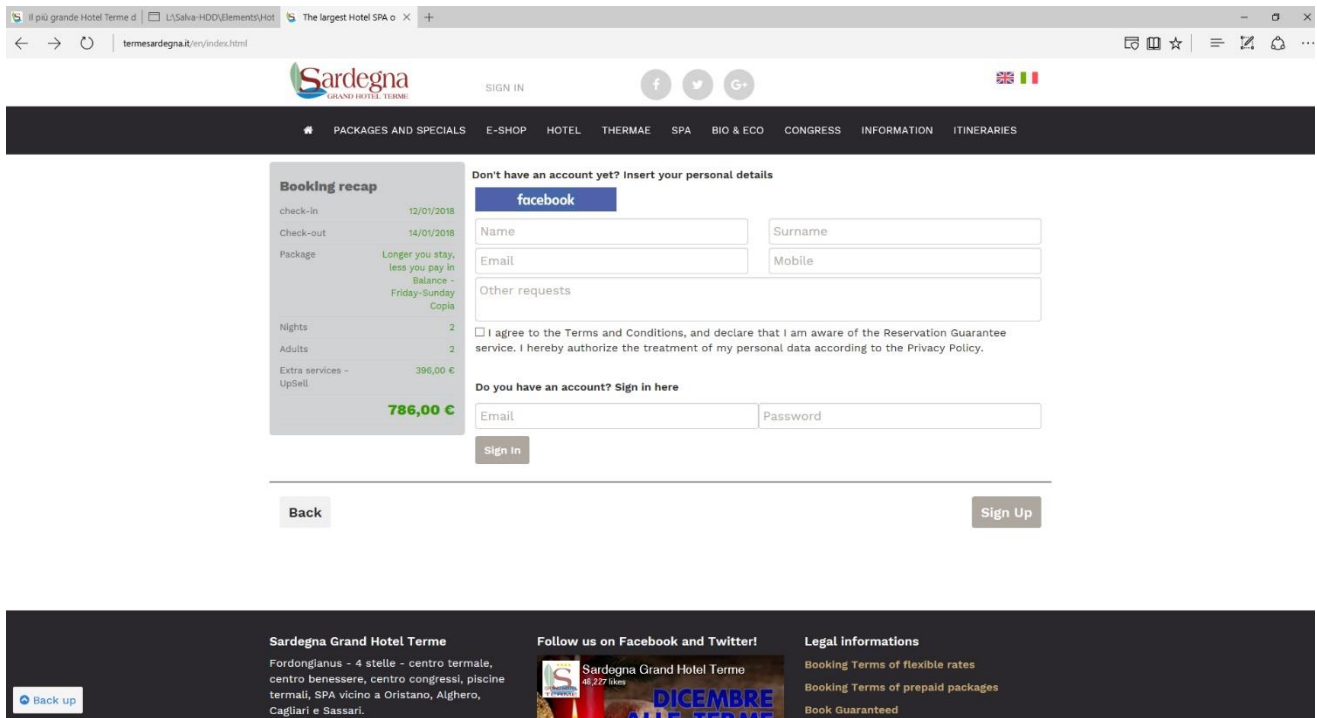 Il più grande Hotel Terme d
L:\Salva-HDD\Elements\Hot
The largest Hotel SPA o
termesardegna.it/en/index.html
Sardegna
GRAND HOTEL TERME
SIGN IN
f
G+
PACKAGES AND SPECIALS E-SHOP HOTEL THERMAE SPA BIO & ECO CONGRESS INFORMATION ITINERARIES
Booking recap
check-in 12/01/2018
Check-out 14/01/2018
Package Longer you stay,
less you pay in
Balance -
Friday-Sunday
Copia
Nights 2
Adults 2
Extra services - 396,00 €
UpSell
786,00 €
Don't have an account yet? Insert your personal details
facebook
Name Surname
Email Mobile
Other requests
I agree to the Terms and Conditions, and declare that I am aware of the Reservation Guarantee
service. I hereby authorize the treatment of my personal data according to the Privacy Policy.
Do you have an account? Sign in here
Email Password
Sign In
Back Sign Up
Sardegna Grand Hotel Terme
Fordongianus - 4 stelle - centro termale,
centro benessere, centro congressi, piscine
termali, SPA vicino a Oristano, Alghero,
Cagliari e Sassari.
Follow us on Facebook and Twitter!
Sardegna Grand Hotel Terme
46,227 likes
DICEMBRE
ALLE TERME
Legal informations
Booking Terms of flexible rates
Booking Terms of prepaid packages
Book Guaranteed
Back up